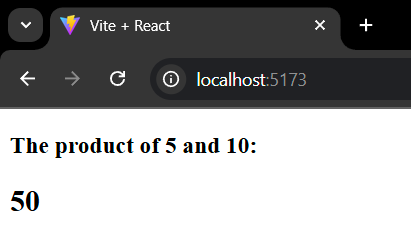 Vite + React
localhost:5173
The product of 5 and 10:
50